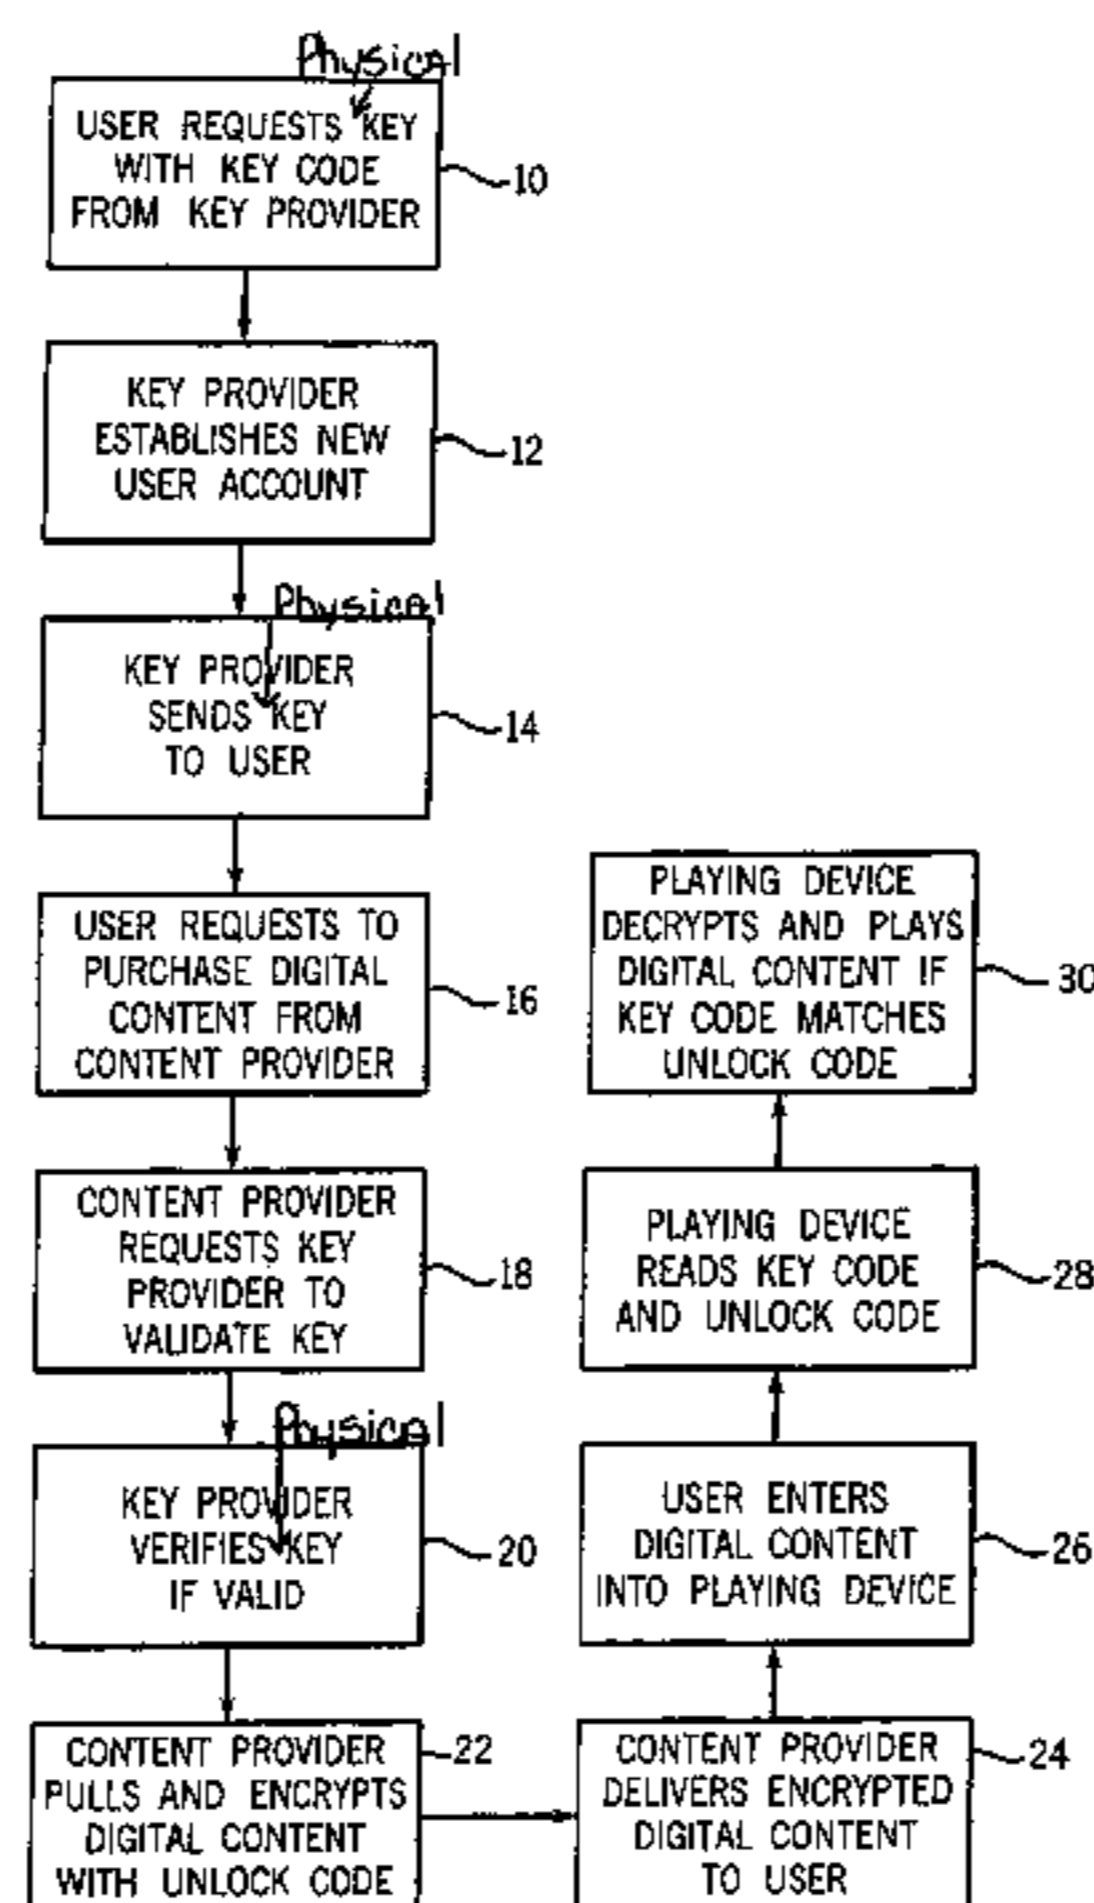 Physical
USER REQUESTS KEY
WITH KEY CODE
FROM KEY PROVIDER
10
KEY PROVIDER
ESTABLISHES NEW
USER ACCOUNT
12
Physical
KEY PROVIDER
SENDS KEY
TO USER
14
USER REQUESTS TO
PURCHASE DIGITAL
CONTENT FROM
CONTENT PROVIDER
16
CONTENT PROVIDER
REQUESTS KEY
PROVIDER TO
VALIDATE KEY
18
Physical
KEY PROVIDER
VERIFIES KEY
IF VALID
20
CONTENT PROVIDER
PULLS AND ENCRYPTS
DIGITAL CONTENT
WITH UNLOCK CODE
22
CONTENT PROVIDER
DELIVERS ENCRYPTED
DIGITAL CONTENT
TO USER
24
USER ENTERS
DIGITAL CONTENT
INTO PLAYING DEVICE
26
PLAYING DEVICE
READS KEY CODE
AND UNLOCK CODE
28
PLAYING DEVICE
DECRYPTS AND PLAYS
DIGITAL CONTENT IF
KEY CODE MATCHES
UNLOCK CODE
30